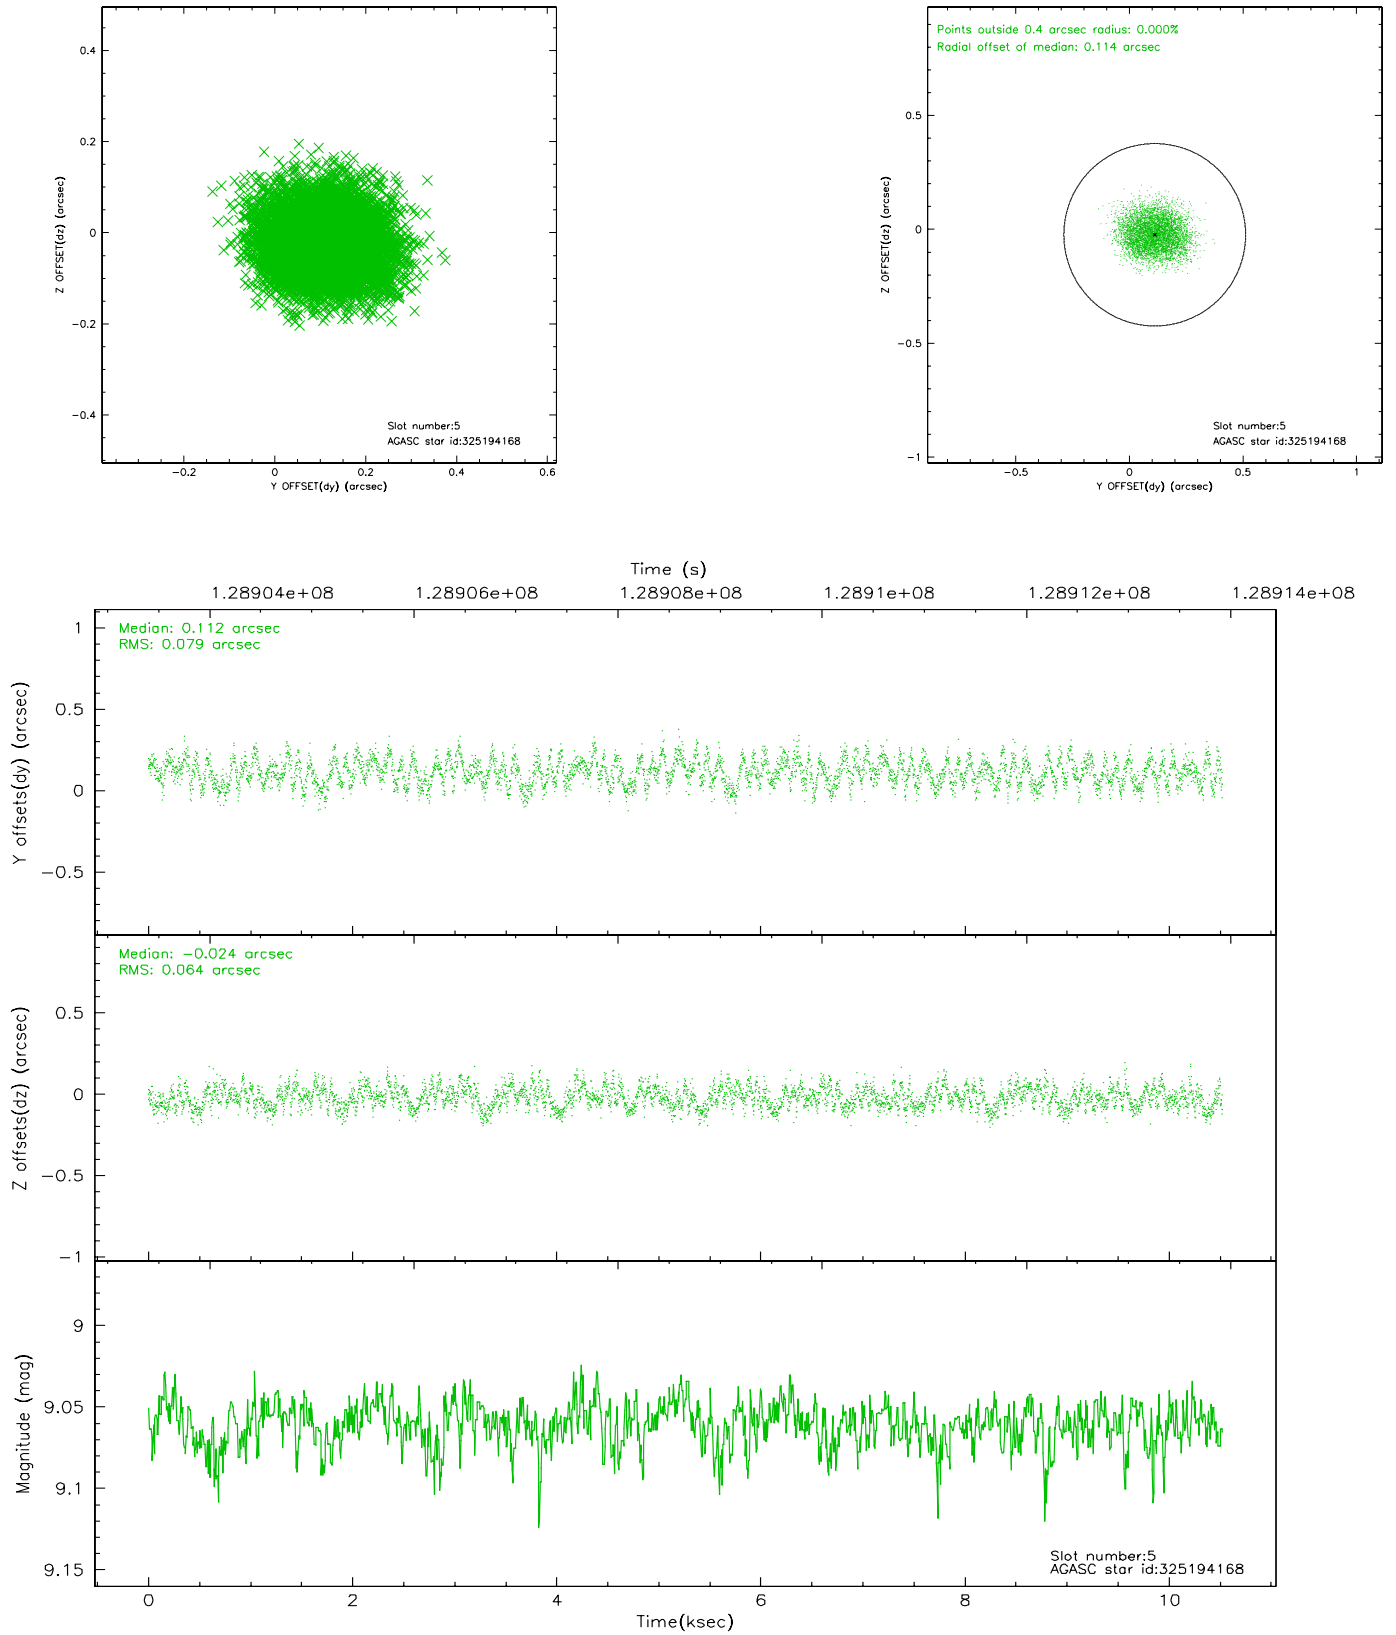 0.4
0.2
0
-0.2
-0.4
Z OFFSET(dz) (arcsec)
Slot number:5
AGASC star id:325194168
-0.2 0 0.2 0.4 0.6
Y OFFSET(dy) (arcsec)
Points outside 0.4 arcsec radius: 0.000%
Radial offset of median: 0.114 arcsec
0.5
0
-0.5
-1
Z OFFSET(dz) (arcsec)
Slot number:5
AGASC star id:325194168
-0.5 0 0.5 1
Y OFFSET(dy) (arcsec)
Time (s)
1.28904e+08 1.28906e+08 1.28908e+08 1.2891e+08 1.28912e+08 1.28914e+08
Median: 0.112 arcsec
RMS: 0.079 arcsec
1
0.5
0
-0.5
Y offsets(dy) (arcsec)
Median: -0.024 arcsec
RMS: 0.064 arcsec
0.5
0
-0.5
-1
Z offsets(dz) (arcsec)
9
9.05
9.1
9.15
Magnitude (mag)
Slot number:5
AGASC star id:325194168
0 2 4 6 8 10
Time(ksec)